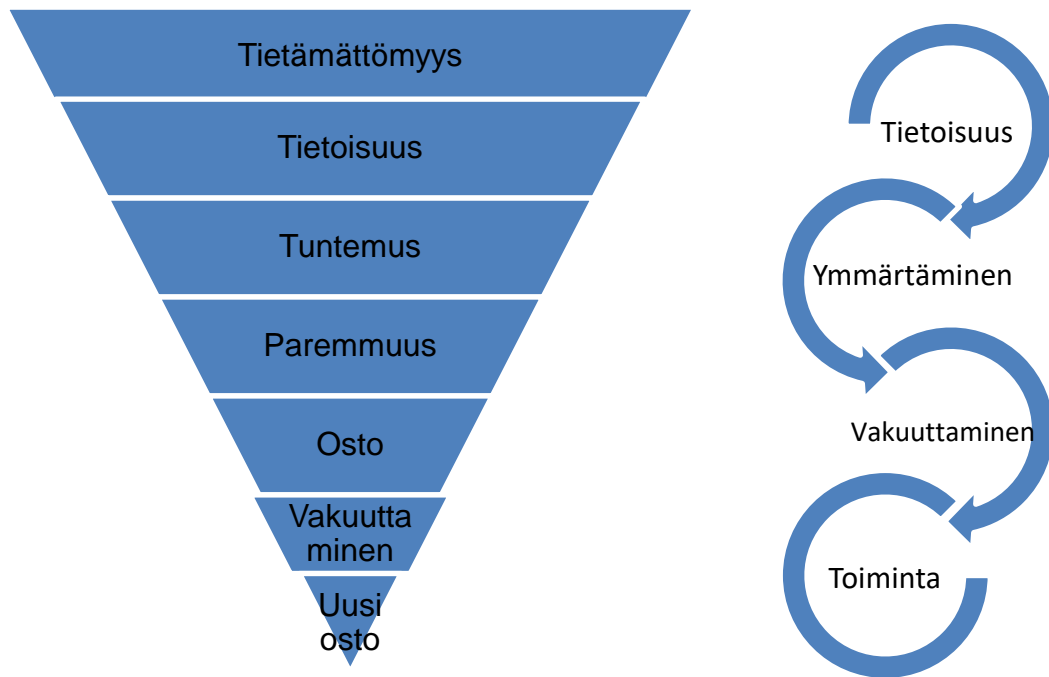 Tietämättömyys
Tietoisuus
Tuntemus
Paremmuus
Osto
Vakuutta
minen
Uusi
osto
Tietoisuus
Ymmärtäminen
Vakuuttaminen
Toiminta